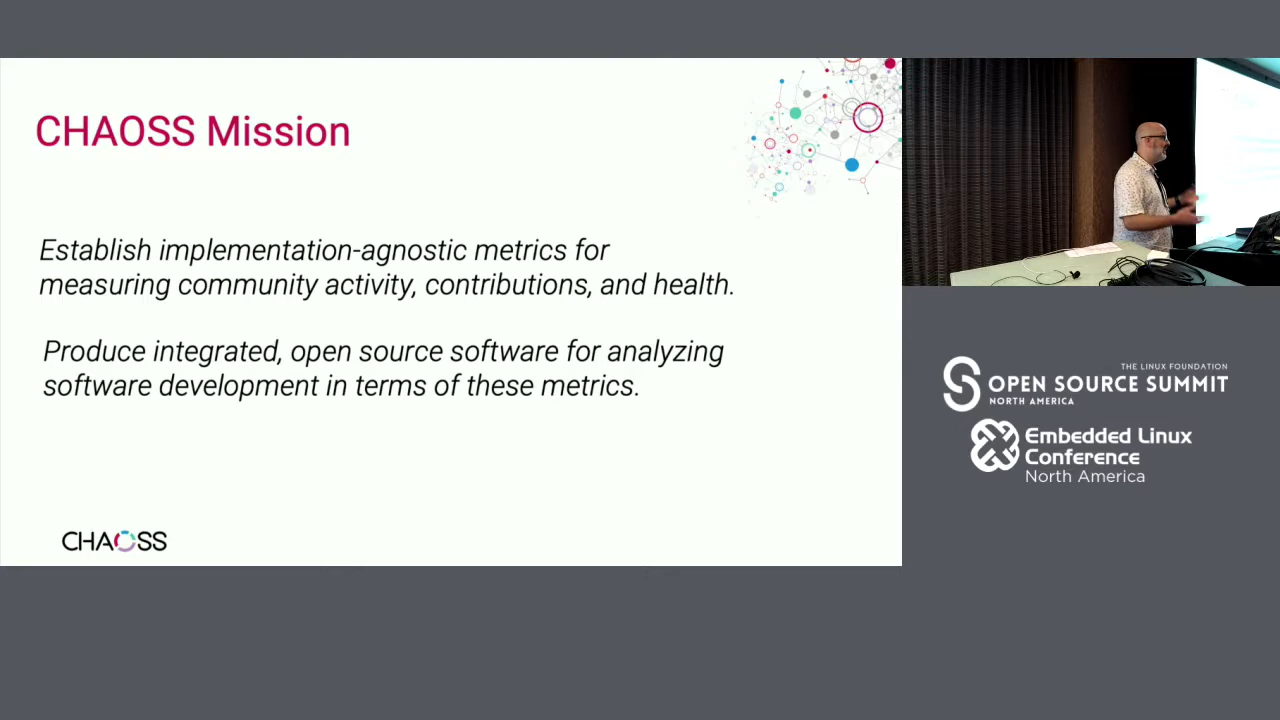 CHAOSS Mission
Establish implementation-agnostic metrics for
measuring community activity, contributions, and health.
Produce integrated, open source software for analyzing
software development in terms of these metrics.
CHAOSS
THE LINUX FOUNDATION
OPEN SOURCE SUMMIT
NORTH AMERICA
Embedded Linux
Conference
North America